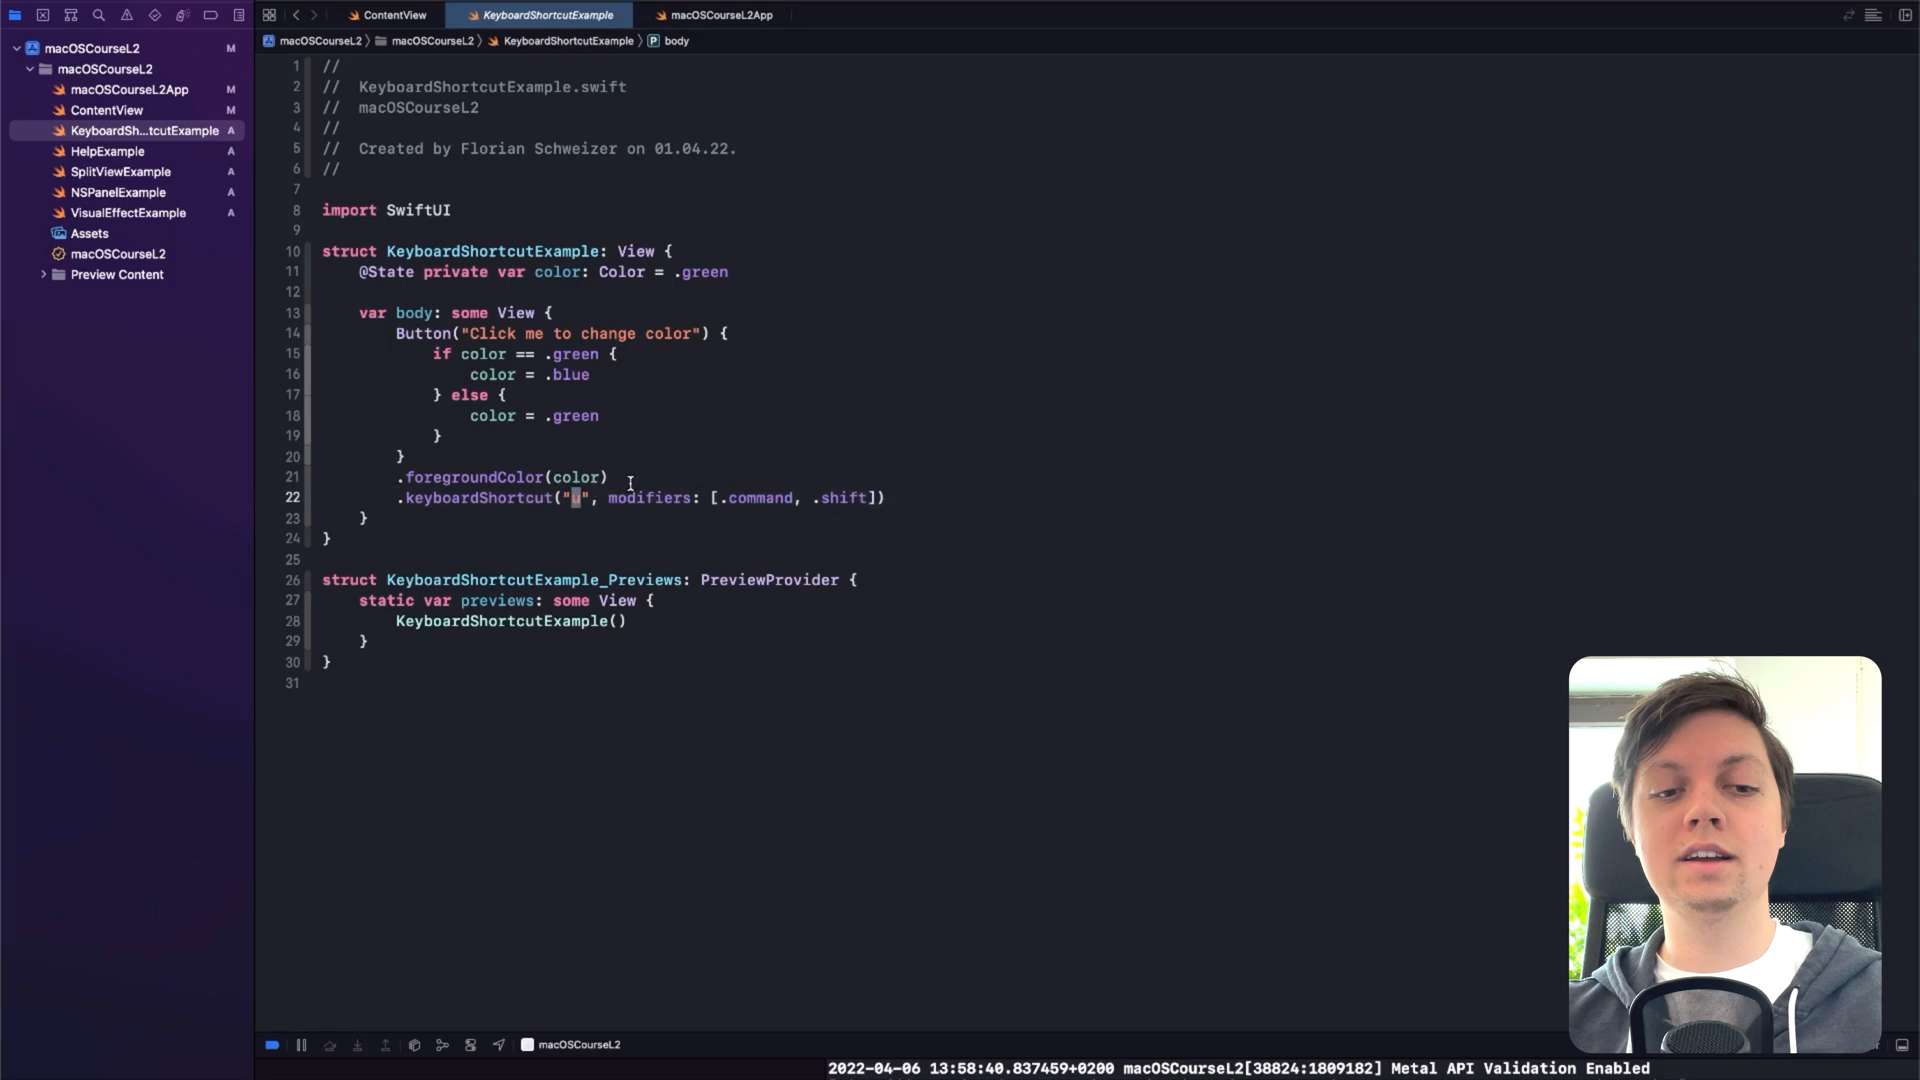 ContentView
KeyboardShortcutExample
macOSCourseL2App
macOSCourseL2 M
macOSCourseL2
macOSCourseL2App M
ContentView M
KeyboardSh...tcutExample A
HelpExample A
SplitViewExample A
NSPanelExample A
VisualEffectExample A
Assets
macOSCourseL2
Preview Content
macOSCourseL2 〉 macOSCourseL2 〉 KeyboardShortcutExample 〉 P body
1 //
2 //  KeyboardShortcutExample.swift
3 //  macOSCourseL2
4 //
5 //  Created by Florian Schweizer on 01.04.22.
6 //
7
8 import SwiftUI
9
10 struct KeyboardShortcutExample: View {
11     @State private var color: Color = .green
12
13     var body: some View {
14         Button("Click me to change color") {
15             if color == .green {
16                 color = .blue
17             } else {
18                 color = .green
19             }
20         }
21         .foregroundColor(color)
22         .keyboardShortcut("u", modifiers: [.command, .shift])
23     }
24 }
25
26 struct KeyboardShortcutExample_Previews: PreviewProvider {
27     static var previews: some View {
28         KeyboardShortcutExample()
29     }
30 }
31
macOSCourseL2
2022-04-06 13:58:40.837459+0200 macOSCourseL2[38824:1809182] Metal API Validation Enabled